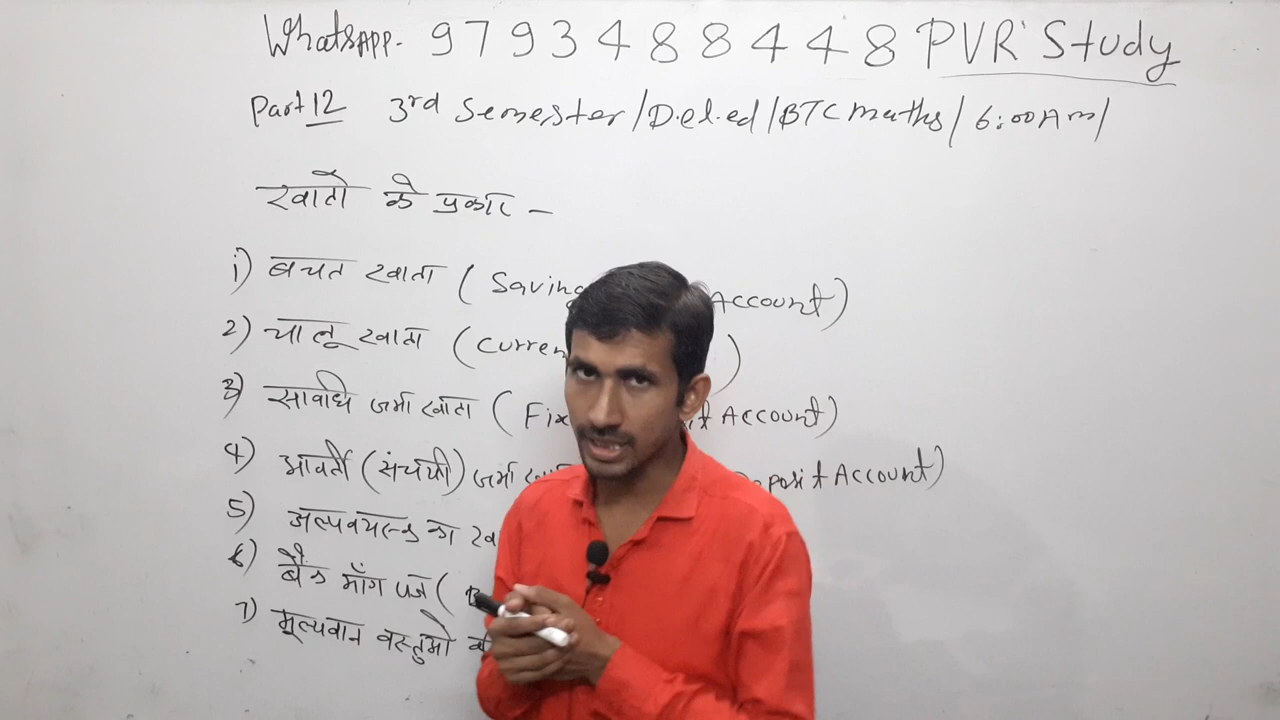 WhatsAPP. 9793488448 PVR Study
Part 12 3rd Semester/D.el.ed/BTC maths/6:00Am/
खातो के प्रकार -
1) बचत खाता ( Saving Account)
2) चालू खाता (Curren )
3) सावधि जमा खाता (Fix it Account)
4) आवर्ती (संचयी) जमा खा posit Account)
5) अल्पवयस्क का खा
6) बैंक माँग पत्र ( B
7) मूल्यवान वस्तुओ की